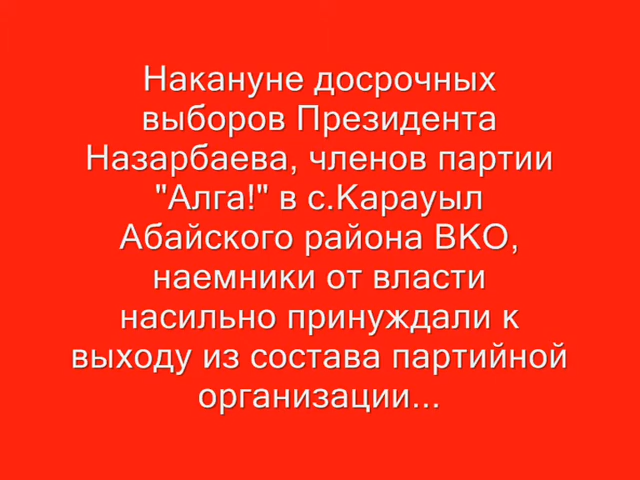 Накануне досрочных
выборов Президента
Назарбаева, членов партии
"Алга!" в с.Карауыл
Абайского района ВКО,
наемники от власти
насильно принуждали к
выходу из состава партийной
организации...